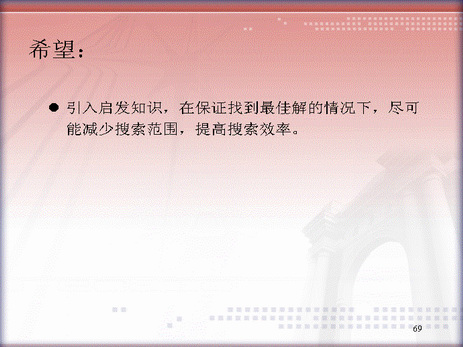 希望：
● 引入启发知识，在保证找到最佳解的情况下，尽可
能减少搜索范围，提高搜索效率。
69